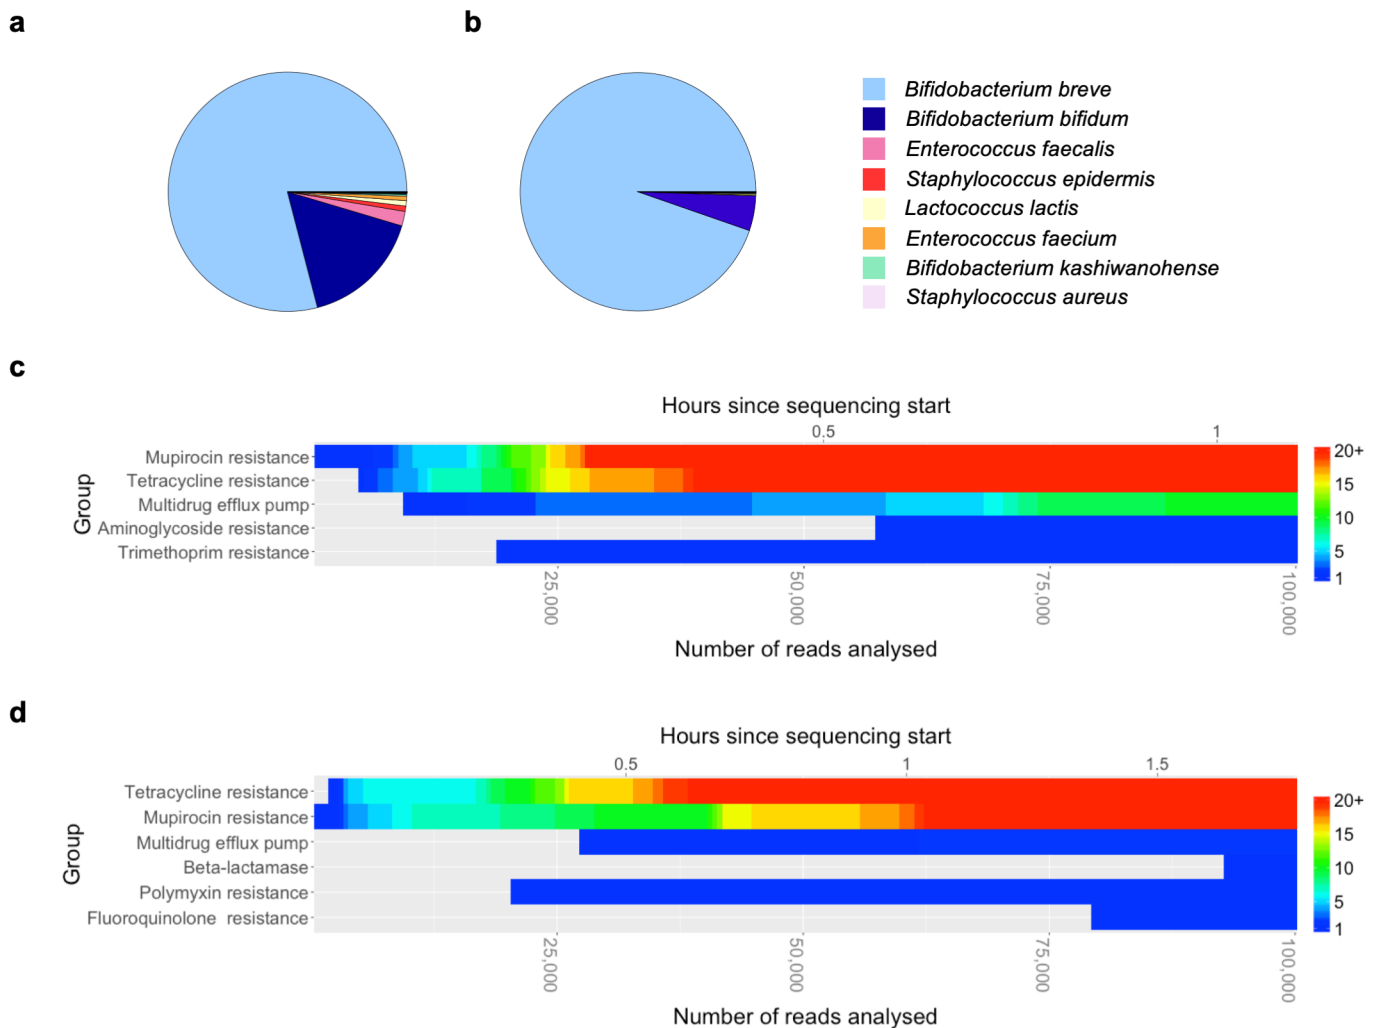 a
b
Bifidobacterium breve
Bifidobacterium bifidum
Enterococcus faecalis
Staphylococcus epidermis
Lactococcus lactis
Enterococcus faecium
Bifidobacterium kashiwanohense
Staphylococcus aureus
c
Hours since sequencing start
0.5
1
Group
Mupirocin resistance
Tetracycline resistance
Multidrug efflux pump
Aminoglycoside resistance
Trimethoprim resistance
20+
15
10
5
1
25,000
50,000
75,000
100,000
Number of reads analysed
d
Hours since sequencing start
0.5
1
1.5
Group
Tetracycline resistance
Mupirocin resistance
Multidrug efflux pump
Beta-lactamase
Polymyxin resistance
Fluoroquinolone resistance
20+
15
10
5
1
25,000
50,000
75,000
100,000
Number of reads analysed